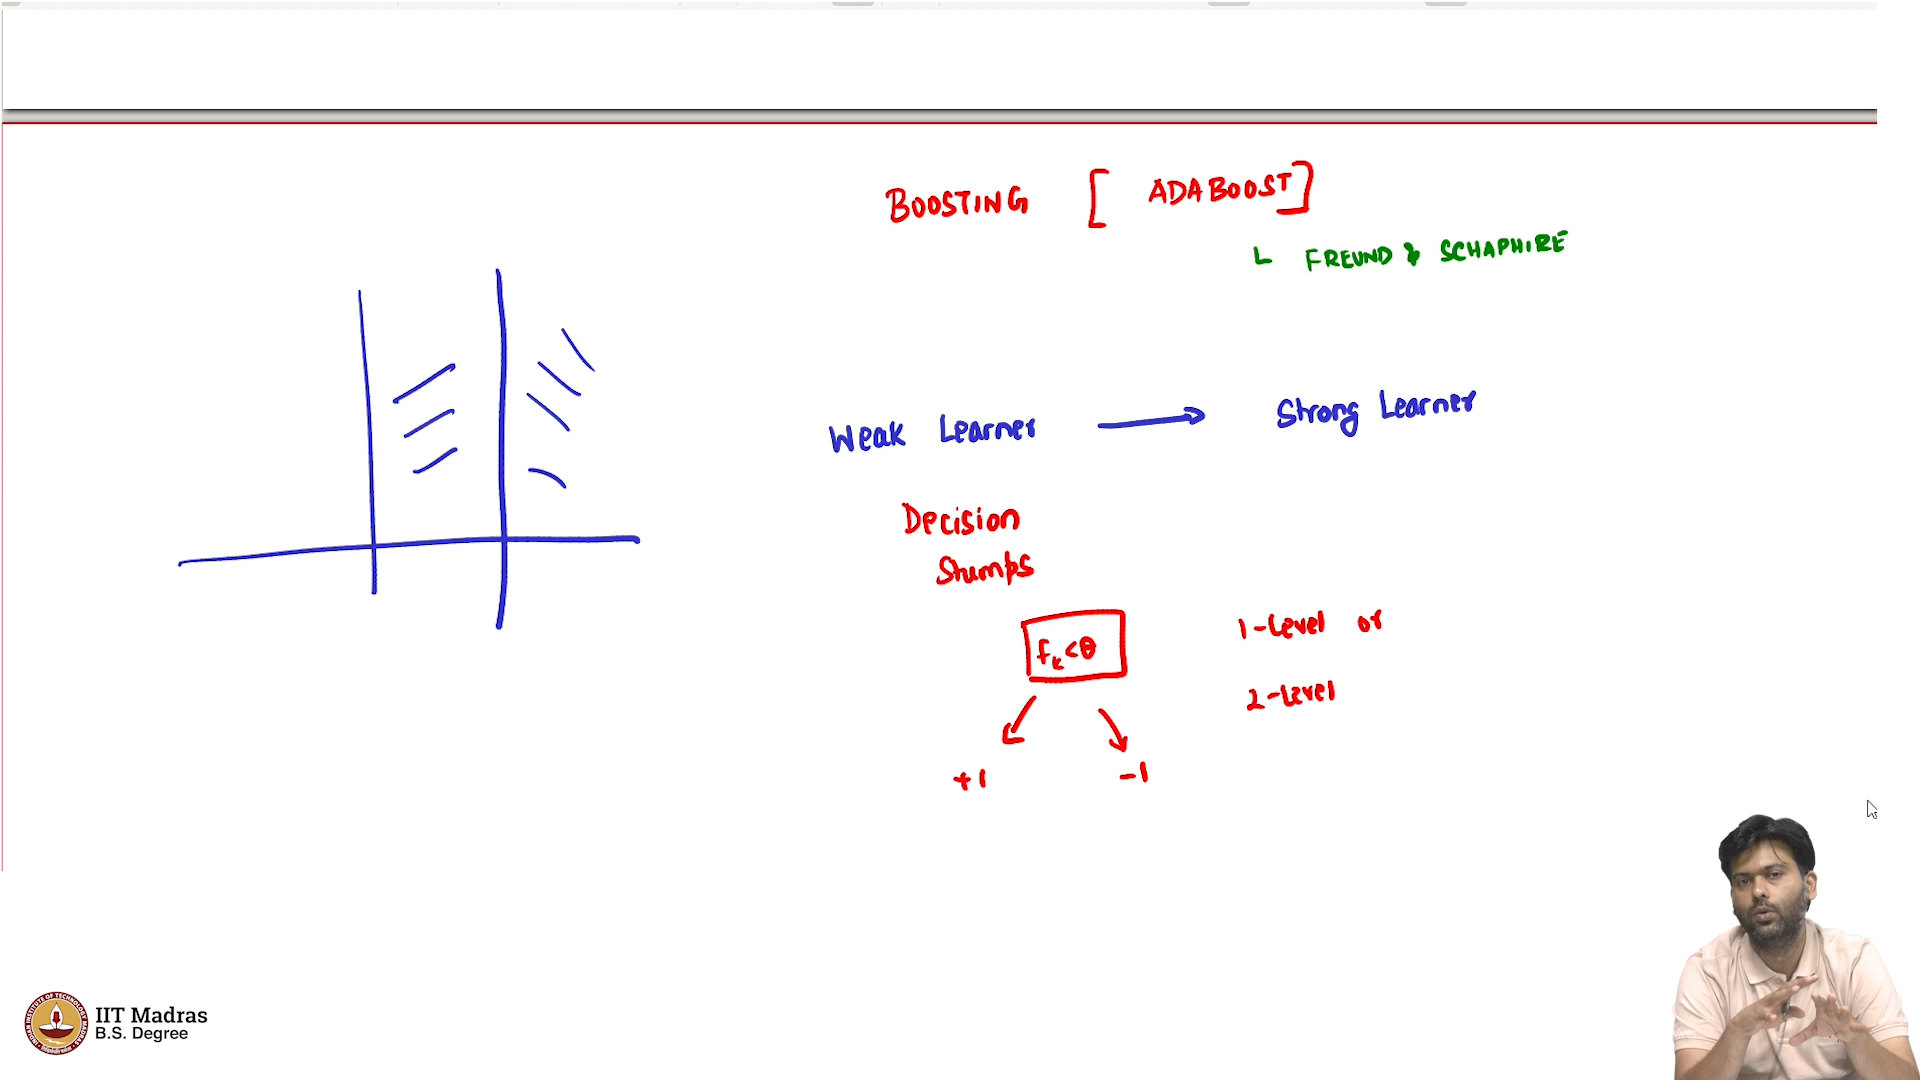 BOOSTING [ ADABOOST]
L FREUND & SCHAPHIRE
Weak Learner → Strong Learner
Decision
Stumps
fk<θ
1-Level or
2-Level
+1 -1
IIT Madras
B.S. Degree